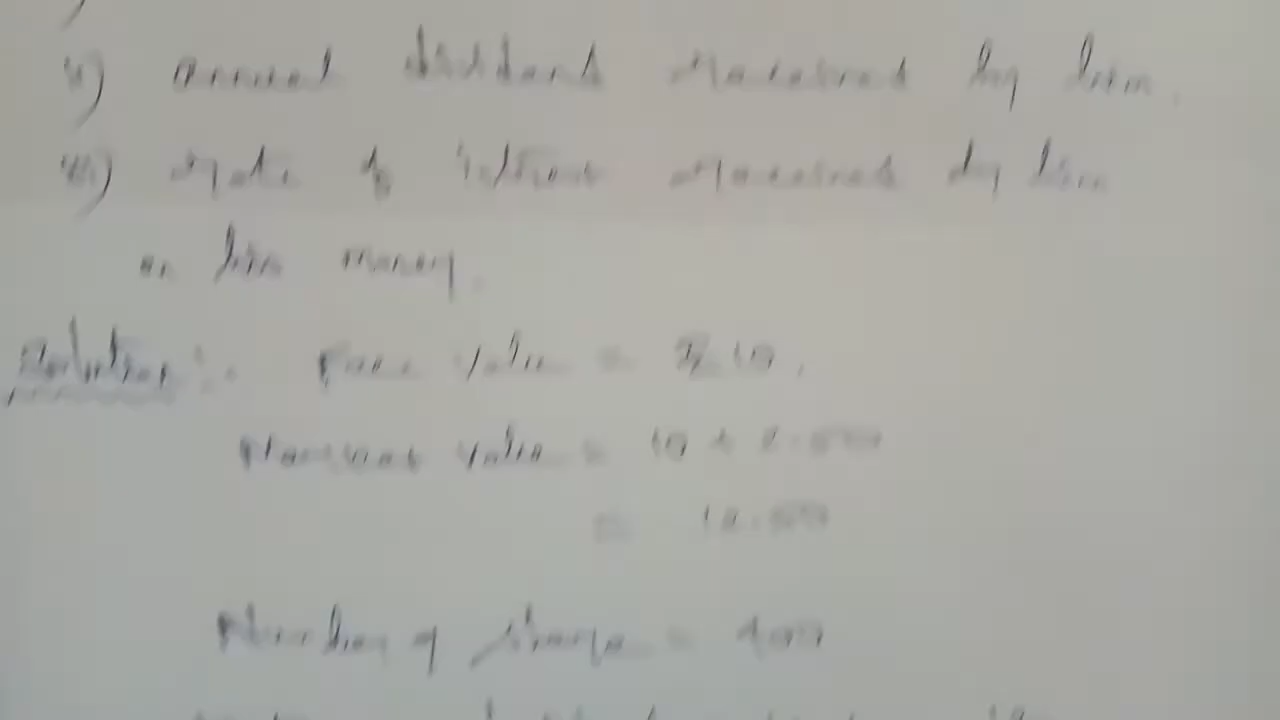 ii) Annual dividend received by him.
iii) Rate of interest received by him
on his money.
Solution :- Face value = ₹ 10.
Market value = 10 + 2.50
= 12.50
Number of shares = 400